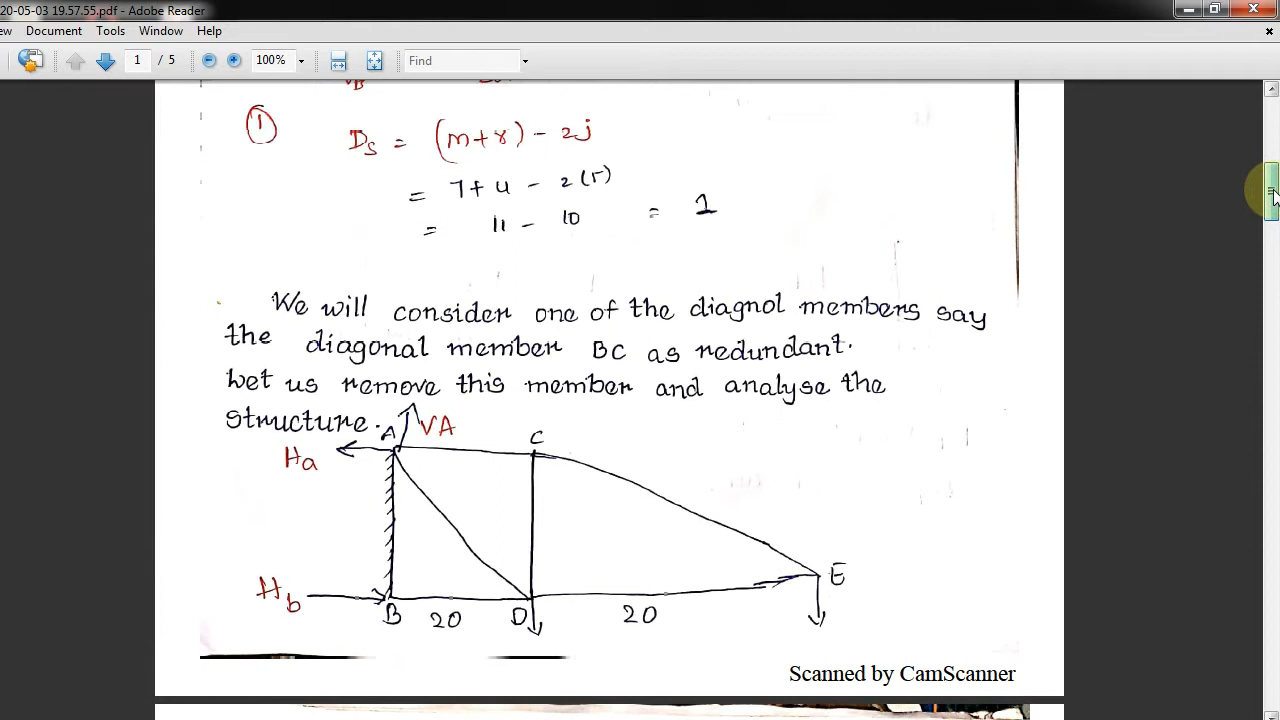 20-05-03 19.57.55.pdf - Adobe Reader
ew Document Tools Window Help
1 / 5 100% Find
VB
① Ds = (m+r) - 2j
= 7+4 - 2(5)
= 11 - 10 = 1
We will consider one of the diagnol members say
the diagonal member BC as redundant.
Let us remove this member and analyse the
structure.
A VA C
Ha
E
Hb
B 20 D 20
Scanned by CamScanner